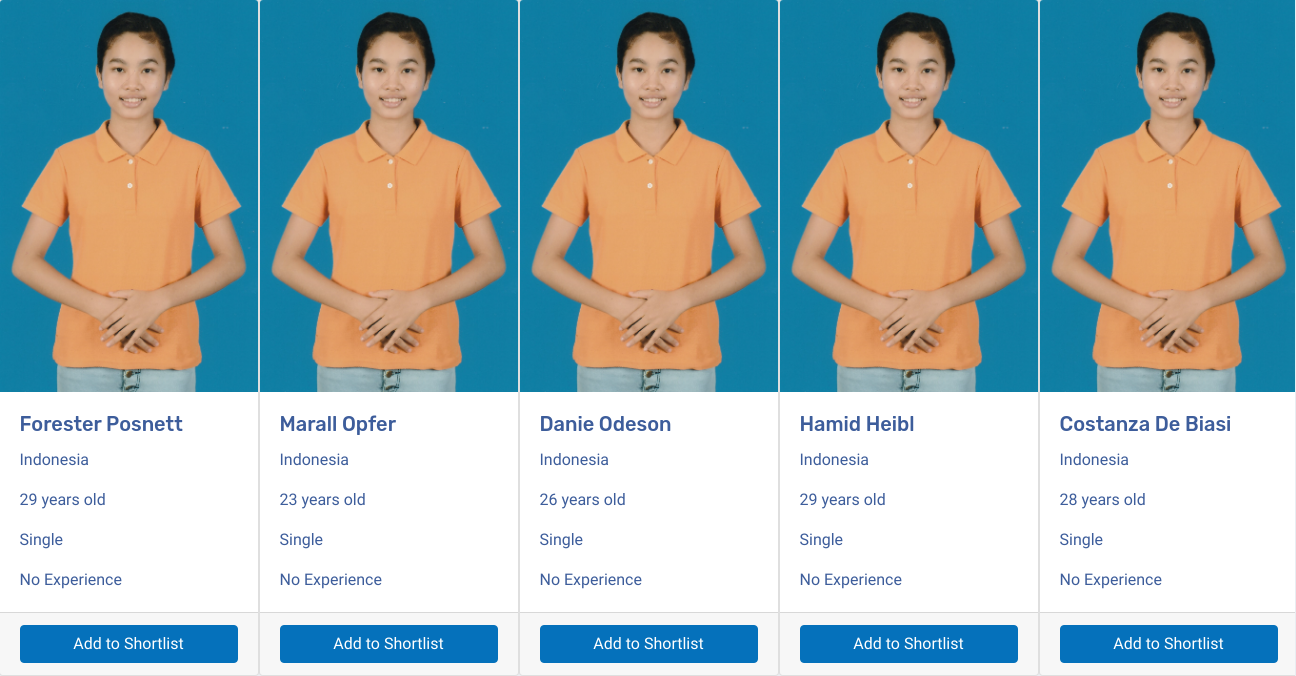 Forester Posnett
Indonesia
29 years old
Single
No Experience
Add to Shortlist
Marall Opfer
Indonesia
23 years old
Single
No Experience
Add to Shortlist
Danie Odeson
Indonesia
26 years old
Single
No Experience
Add to Shortlist
Hamid Heibl
Indonesia
29 years old
Single
No Experience
Add to Shortlist
Costanza De Biasi
Indonesia
28 years old
Single
No Experience
Add to Shortlist